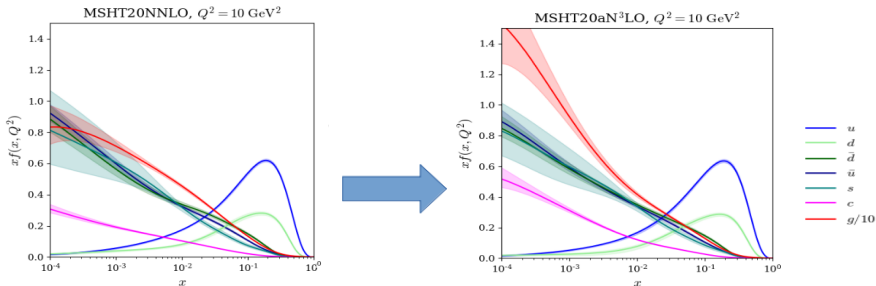 MSHT20NNLO, Q² = 10 GeV²
xf(x, Q²)
1.4
1.2
1.0
0.8
0.6
0.4
0.2
0.0
10⁻⁴ 10⁻³ 10⁻² 10⁻¹ 10⁰
x
MSHT20aN³LO, Q² = 10 GeV²
xf(x, Q²)
1.4
1.2
1.0
0.8
0.6
0.4
0.2
0.0
10⁻⁴ 10⁻³ 10⁻² 10⁻¹ 10⁰
x
u
d
d̄
ū
s
c
g/10